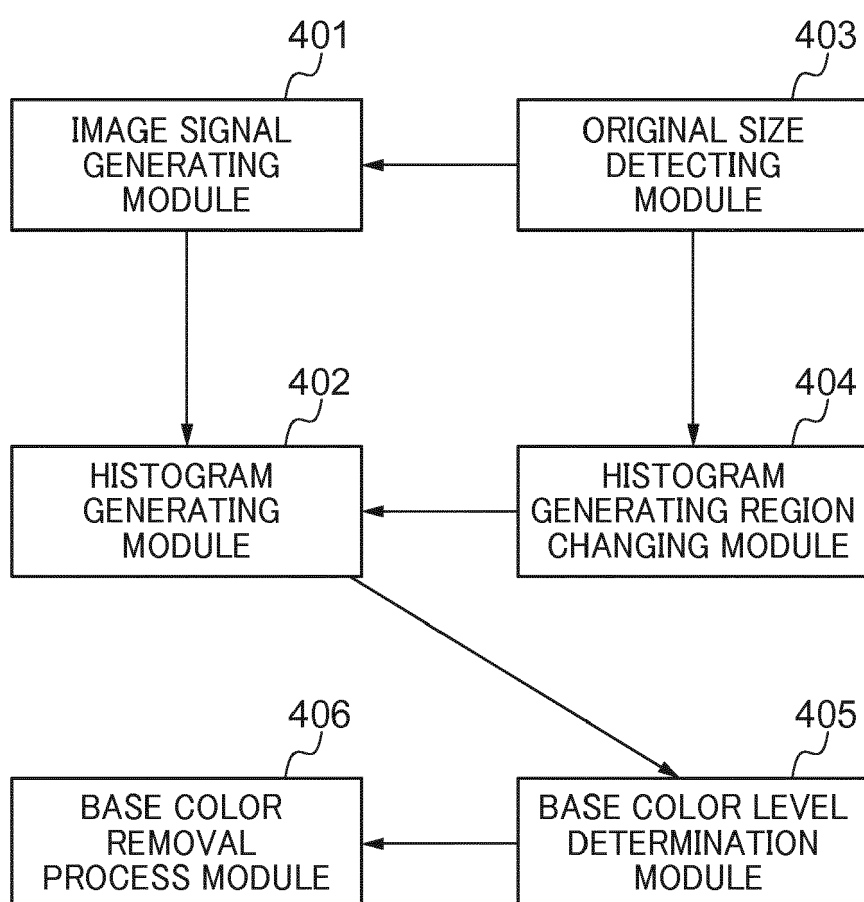 401
IMAGE SIGNAL
GENERATING
MODULE
403
ORIGINAL SIZE
DETECTING
MODULE
402
HISTOGRAM
GENERATING
MODULE
404
HISTOGRAM
GENERATING REGION
CHANGING MODULE
406
BASE COLOR
REMOVAL
PROCESS MODULE
405
BASE COLOR LEVEL
DETERMINATION
MODULE